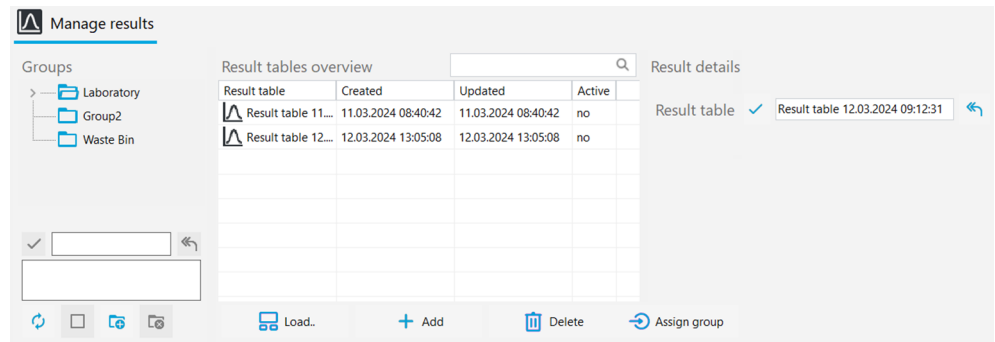 Manage results
Groups
Laboratory
Group2
Waste Bin
Result tables overview
Result table Created Updated Active
Result table 11.... 11.03.2024 08:40:42 11.03.2024 08:40:42 no
Result table 12.... 12.03.2024 13:05:08 12.03.2024 13:05:08 no
Load.. Add Delete Assign group
Result details
Result table Result table 12.03.2024 09:12:31